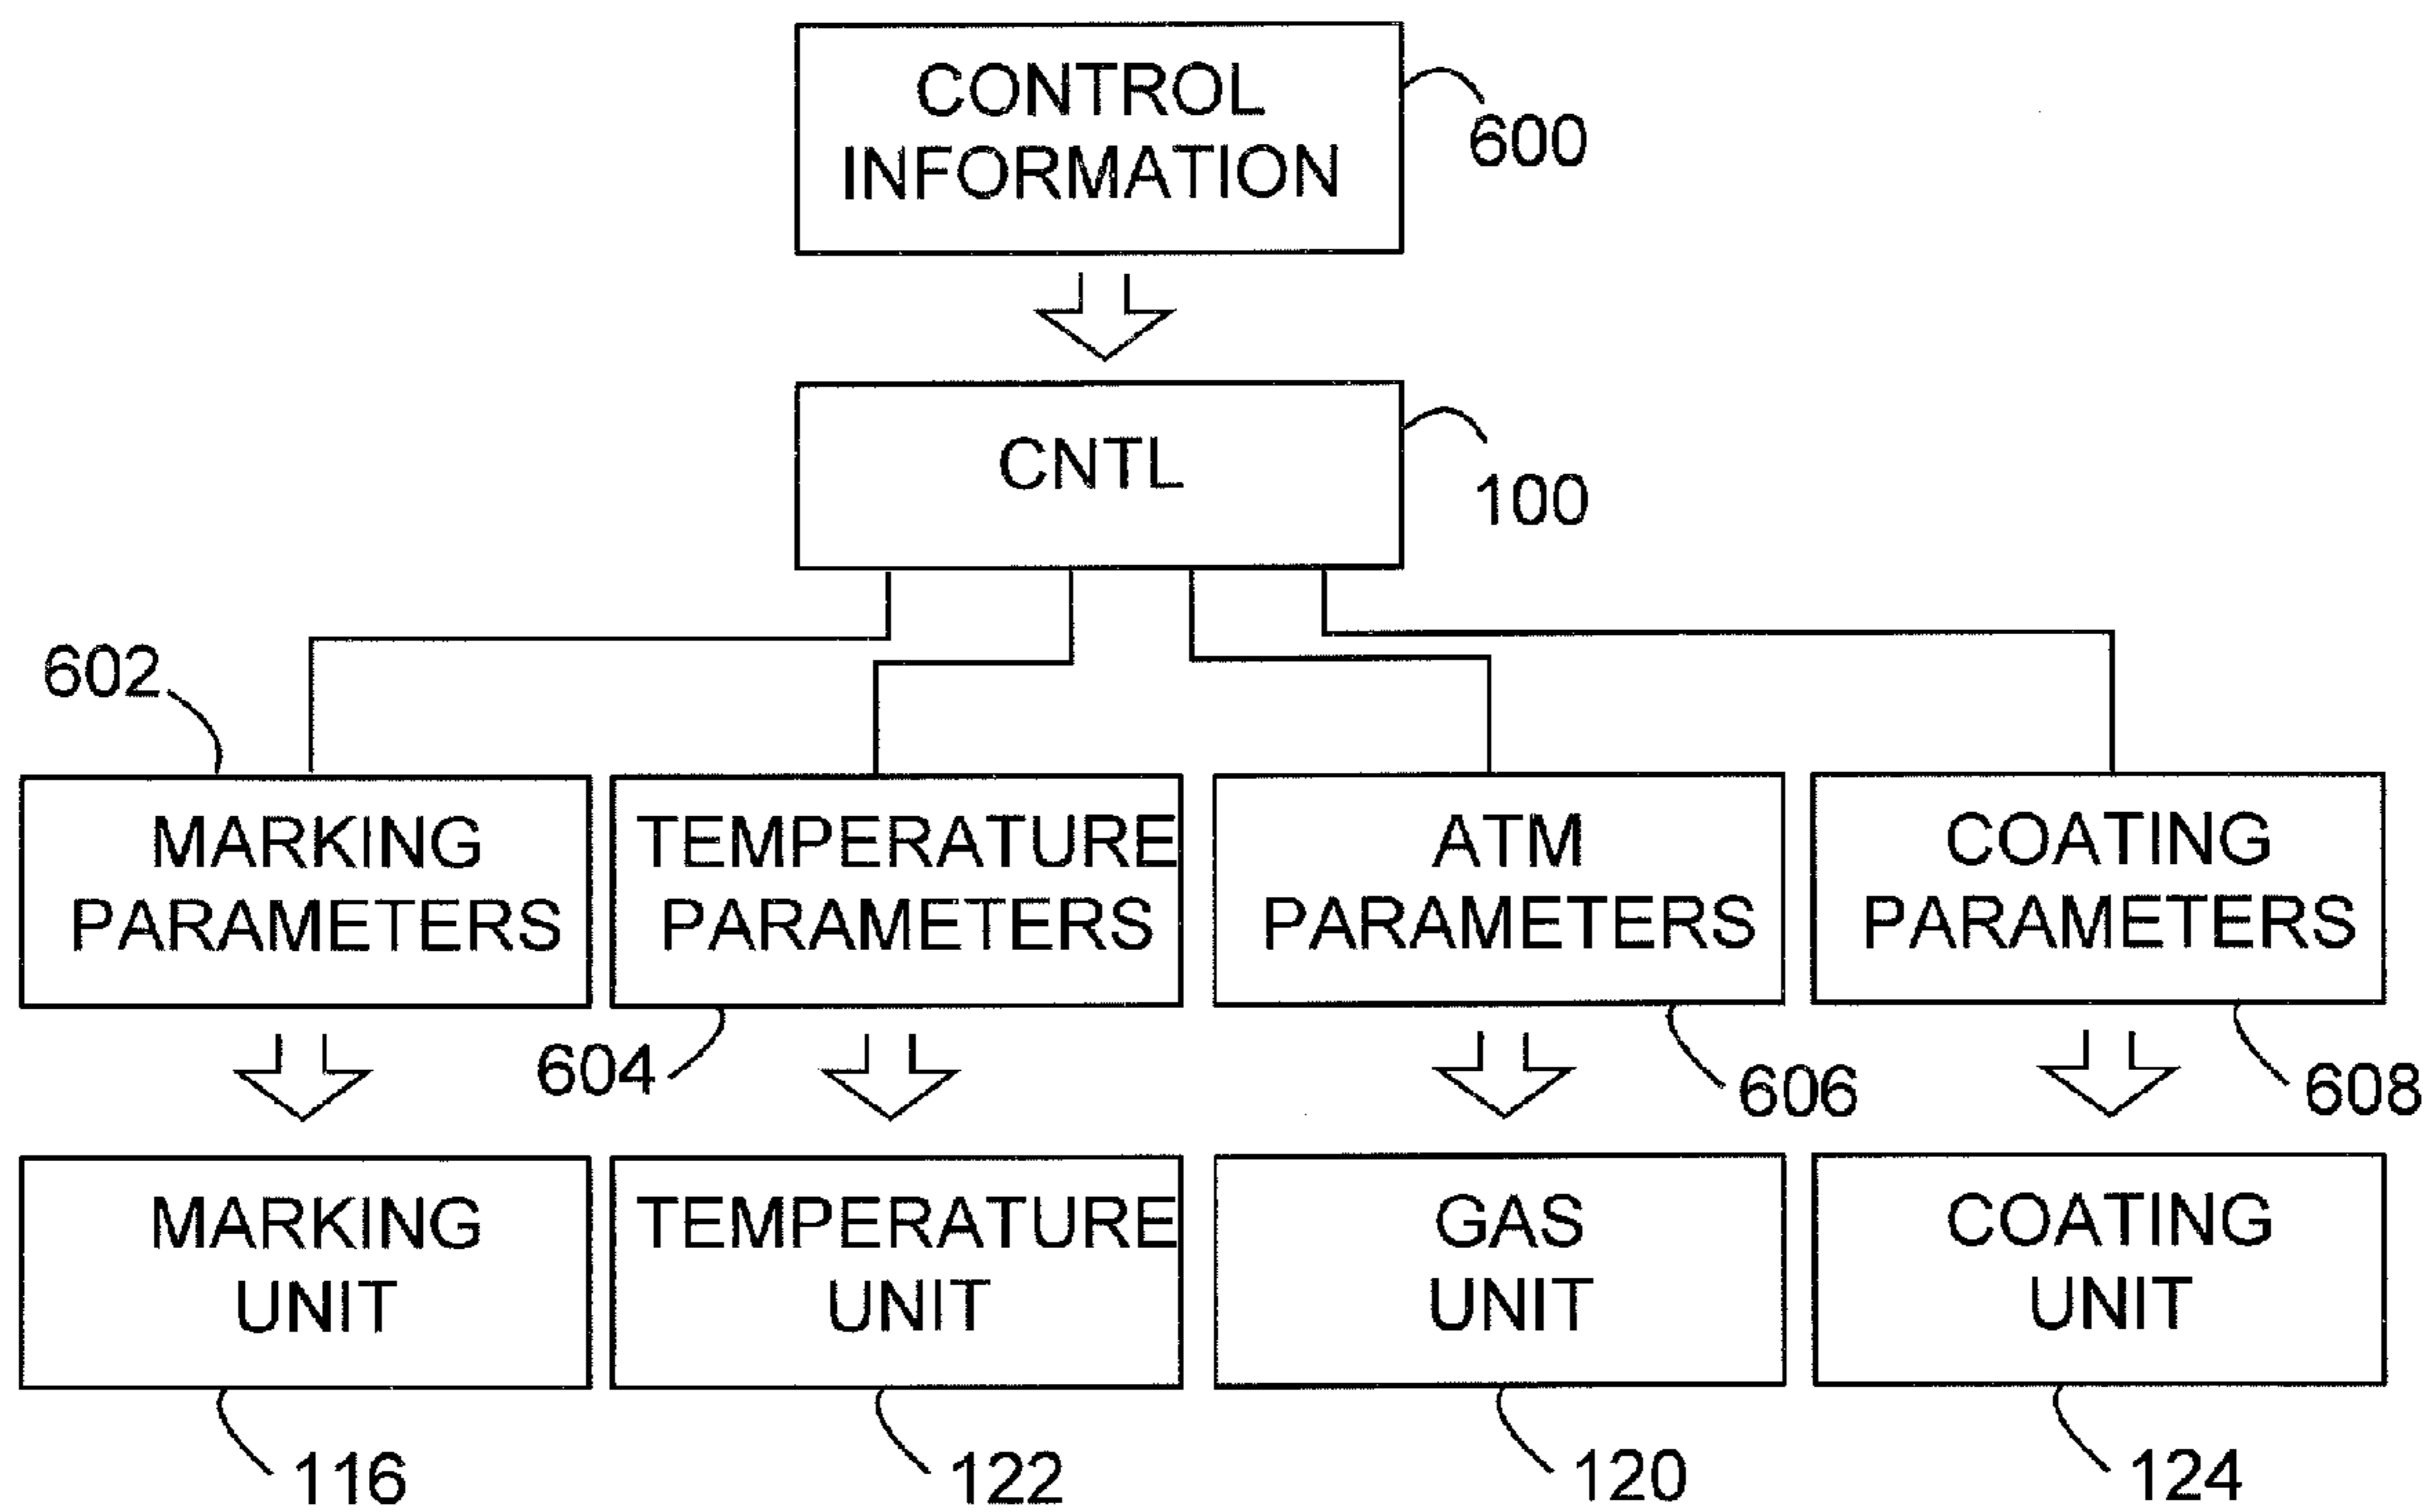 CONTROL
INFORMATION
600
CNTL
100
602
MARKING
PARAMETERS
TEMPERATURE
PARAMETERS
ATM
PARAMETERS
COATING
PARAMETERS
604
606
608
MARKING
UNIT
TEMPERATURE
UNIT
GAS
UNIT
COATING
UNIT
116
122
120
124